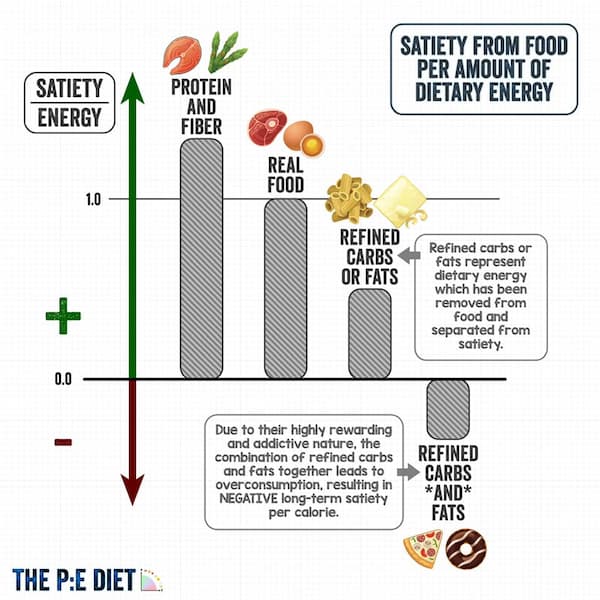 SATIETY FROM FOOD
PER AMOUNT OF
DIETARY ENERGY
SATIETY
ENERGY
PROTEIN
AND
FIBER
REAL
FOOD
1.0
REFINED
CARBS
OR FATS
Refined carbs or
fats represent
dietary energy
which has been
removed from
food and
separated from
satiety.
+
0.0
-
Due to their highly rewarding
and addictive nature, the
combination of refined carbs
and fats together leads to
overconsumption, resulting in
NEGATIVE long-term satiety
per calorie.
REFINED
CARBS
*AND*
FATS
THE P:E DIET